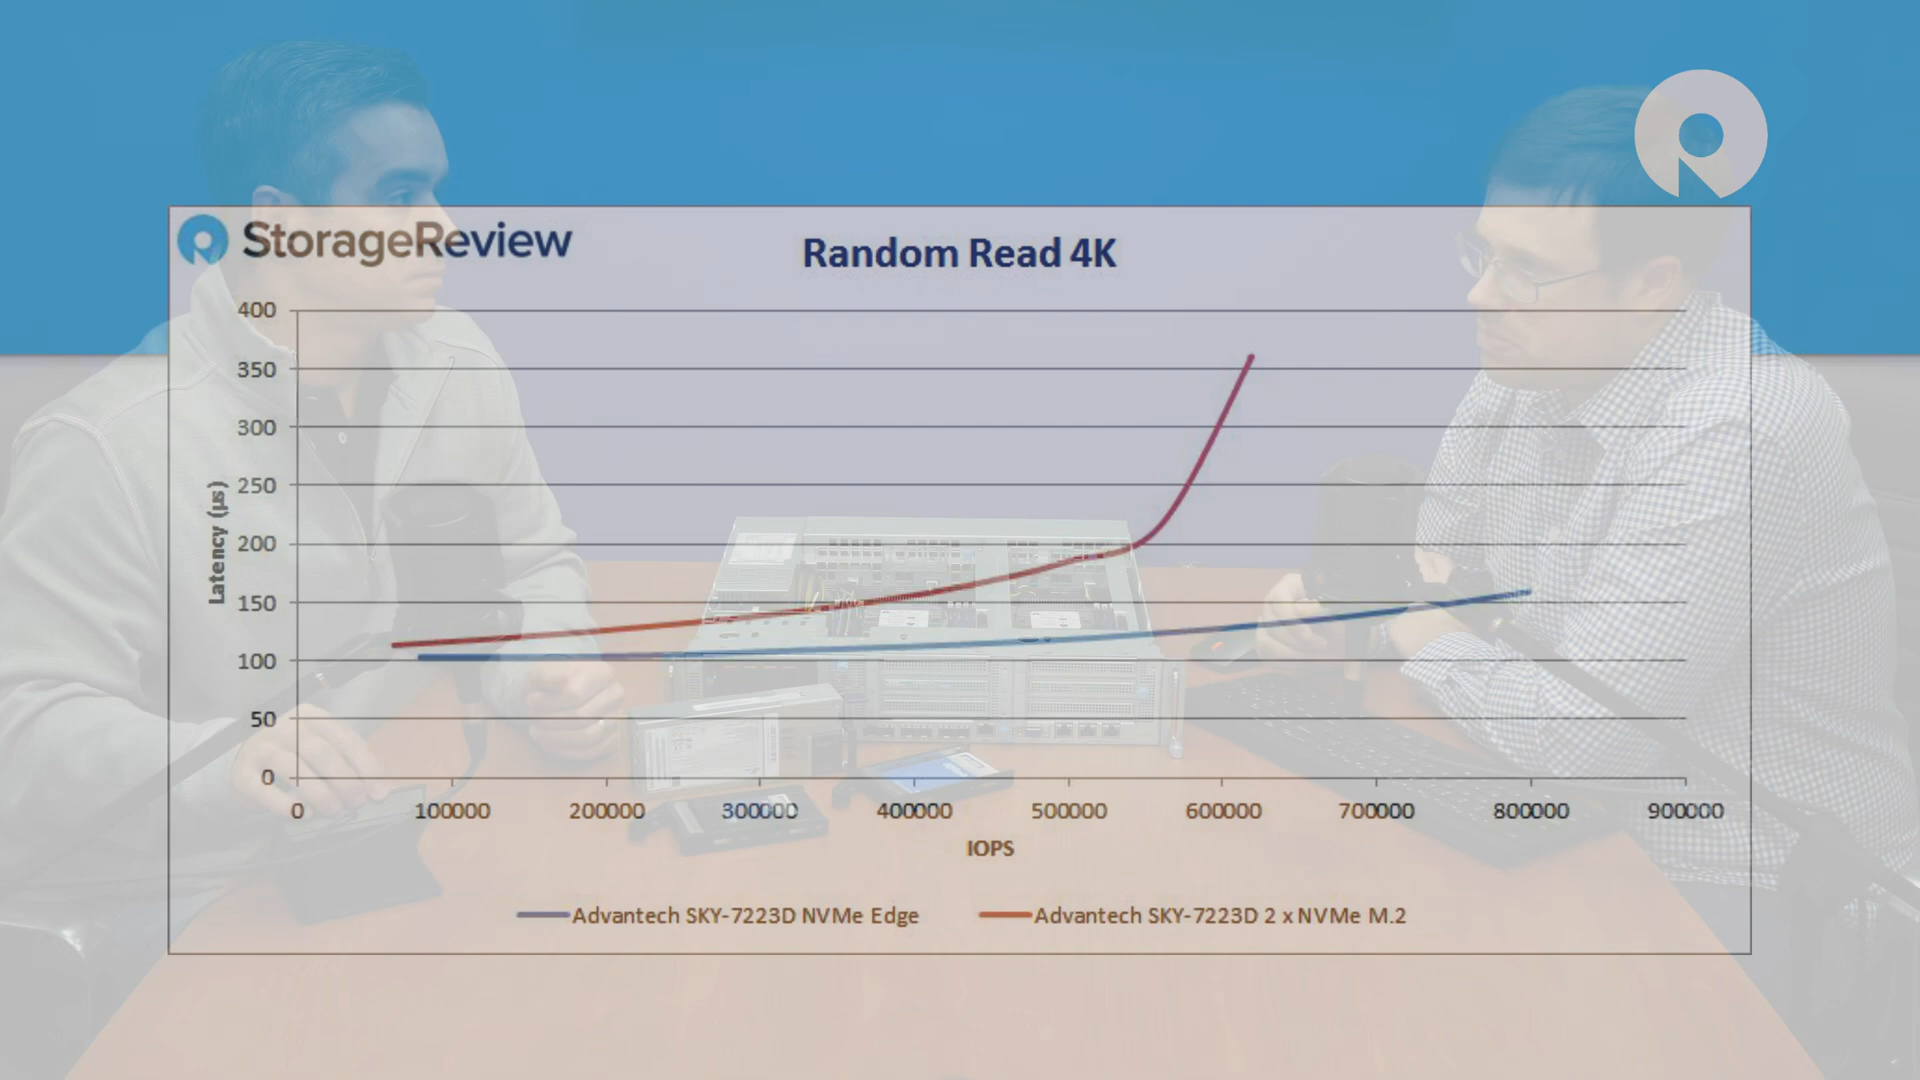 StorageReview
Random Read 4K
400
350
300
250
200
150
100
50
0
Latency (µs)
0 100000 200000 300000 400000 500000 600000 700000 800000 900000
IOPS
Advantech SKY-7223D NVMe Edge
Advantech SKY-7223D 2 x NVMe M.2